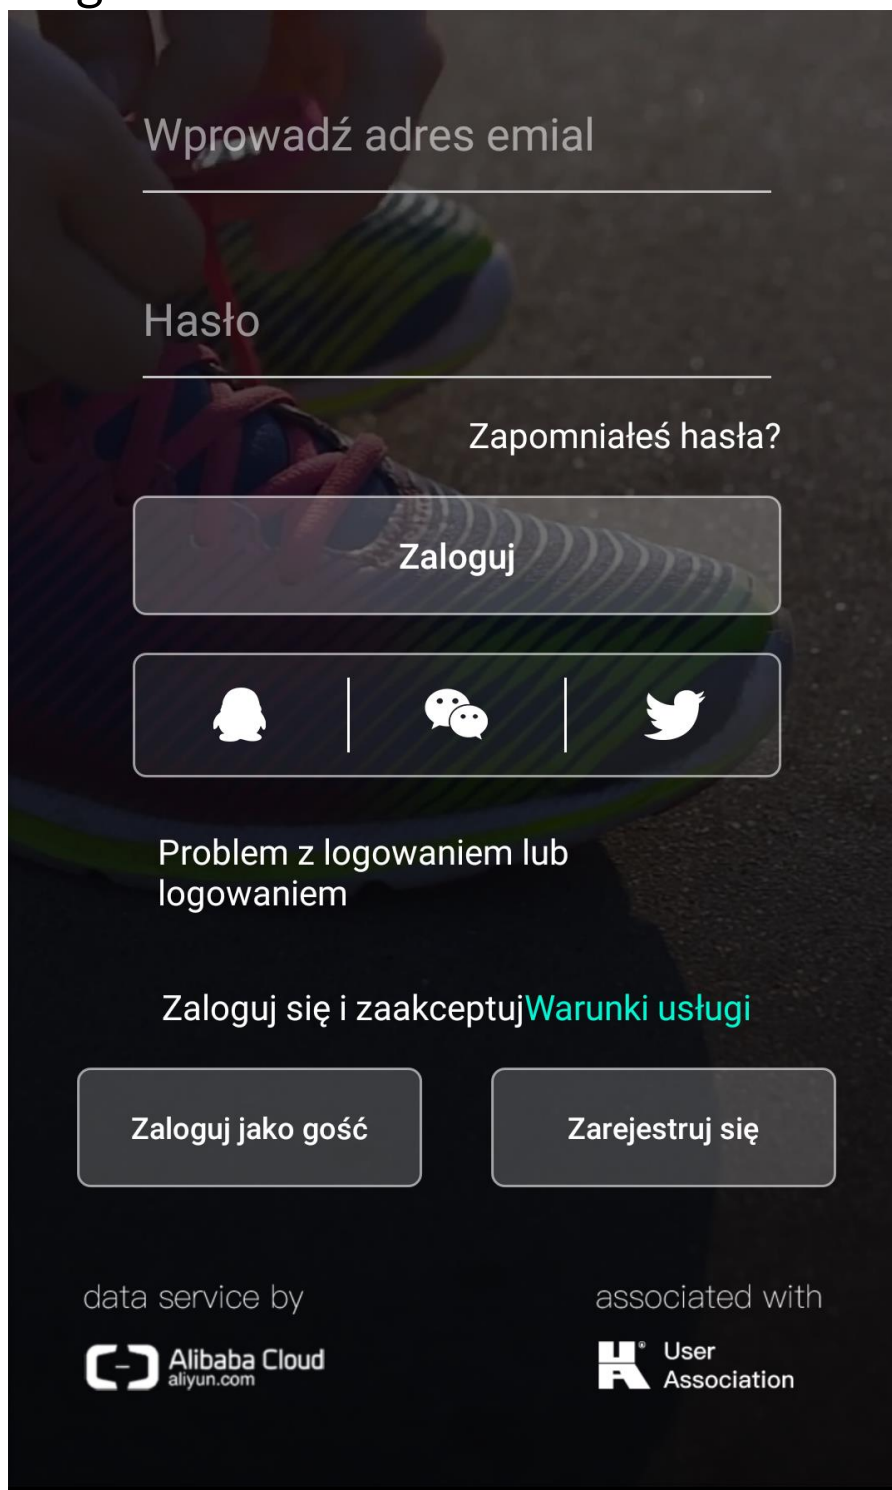 Wprowadź adres emial
Hasło
Zapomniałeś hasła?
Zaloguj
Problem z logowaniem lub
logowaniem
Zaloguj się i zaakceptujWarunki usługi
Zaloguj jako gość
Zarejestruj się
data service by
associated with
Alibaba Cloud
aliyun.com
User
Association